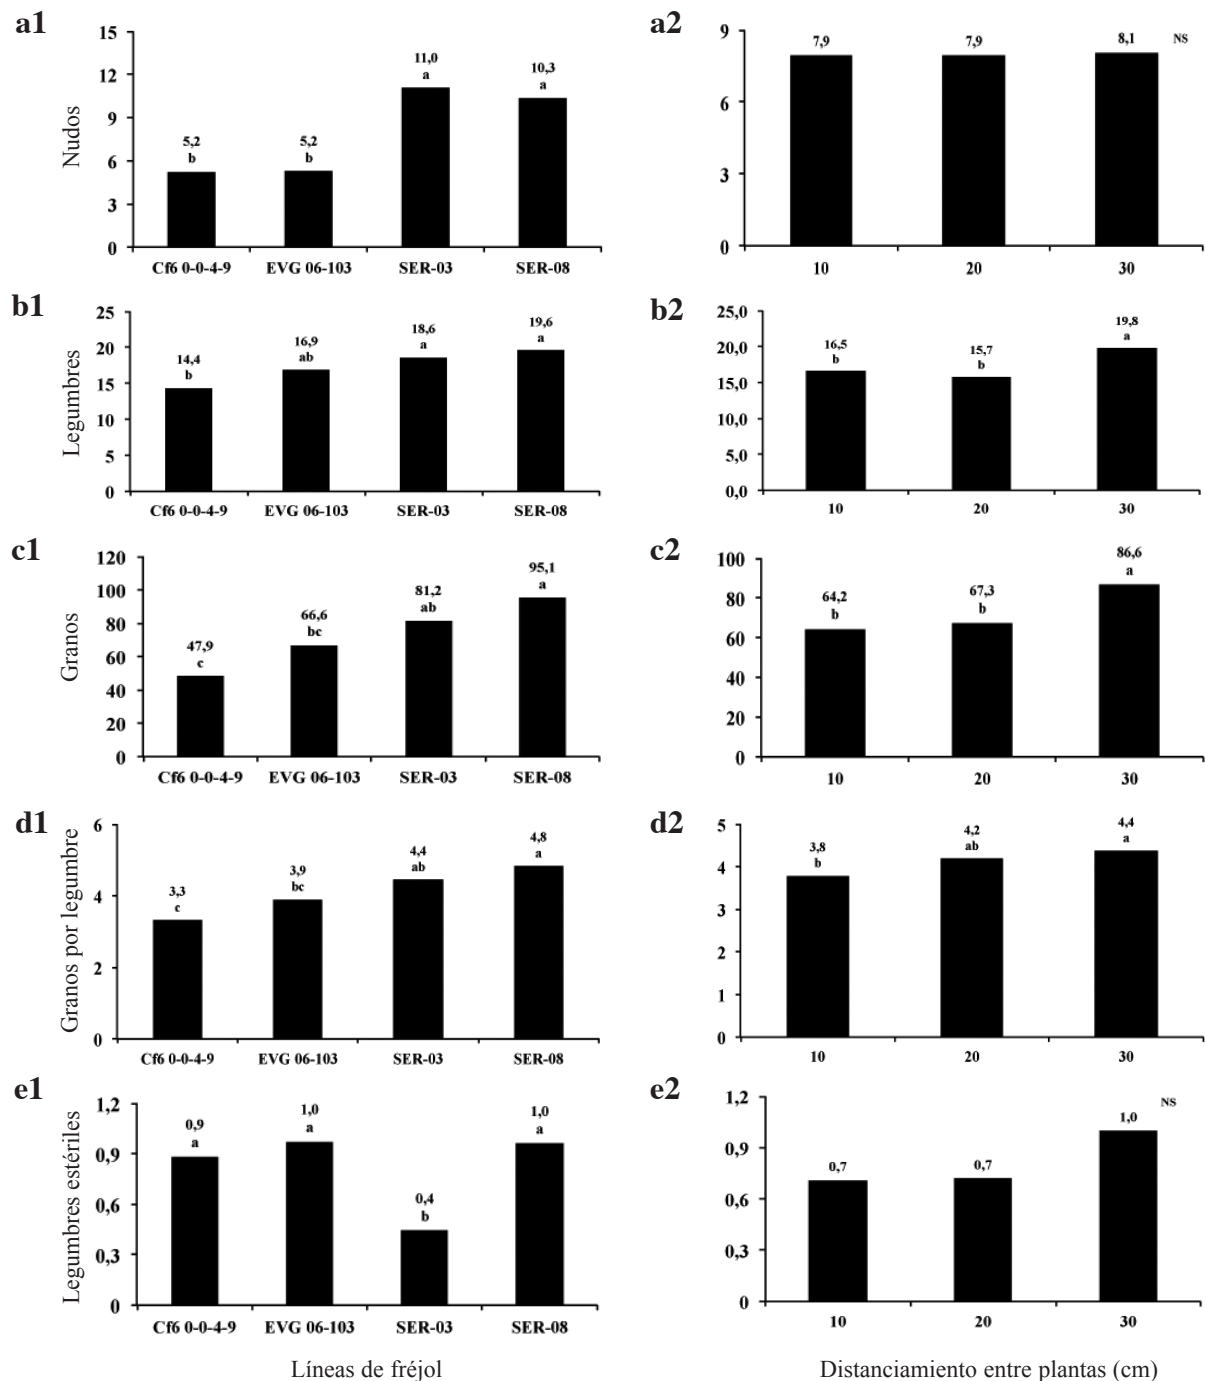 a1
Nudos
15
12
9
6
3
0
5,2
b
5,2
b
11,0
a
10,3
a
Cf6 0-0-4-9 EVG 06-103 SER-03 SER-08
a2
9
6
3
0
7,9 7,9 8,1 NS
10 20 30
b1
Legumbres
25
20
15
10
5
0
14,4
b
16,9
ab
18,6
a
19,6
a
Cf6 0-0-4-9 EVG 06-103 SER-03 SER-08
b2
25,0
20,0
15,0
10,0
5,0
0,0
16,5
b
15,7
b
19,8
a
10 20 30
c1
Granos
120
100
80
60
40
20
0
47,9
c
66,6
bc
81,2
ab
95,1
a
Cf6 0-0-4-9 EVG 06-103 SER-03 SER-08
c2
100
80
60
40
20
0
64,2
b
67,3
b
86,6
a
10 20 30
d1
Granos por legumbre
6
4
2
0
3,3
c
3,9
bc
4,4
ab
4,8
a
Cf6 0-0-4-9 EVG 06-103 SER-03 SER-08
d2
5
4
3
2
1
0
3,8
b
4,2
ab
4,4
a
10 20 30
e1
Legumbres estériles
1,2
0,9
0,6
0,3
0
0,9
a
1,0
a
0,4
b
1,0
a
Cf6 0-0-4-9 EVG 06-103 SER-03 SER-08
Líneas de fréjol
e2
1,2
0,9
0,6
0,3
0
0,7 0,7 1,0 NS
10 20 30
Distanciamiento entre plantas (cm)